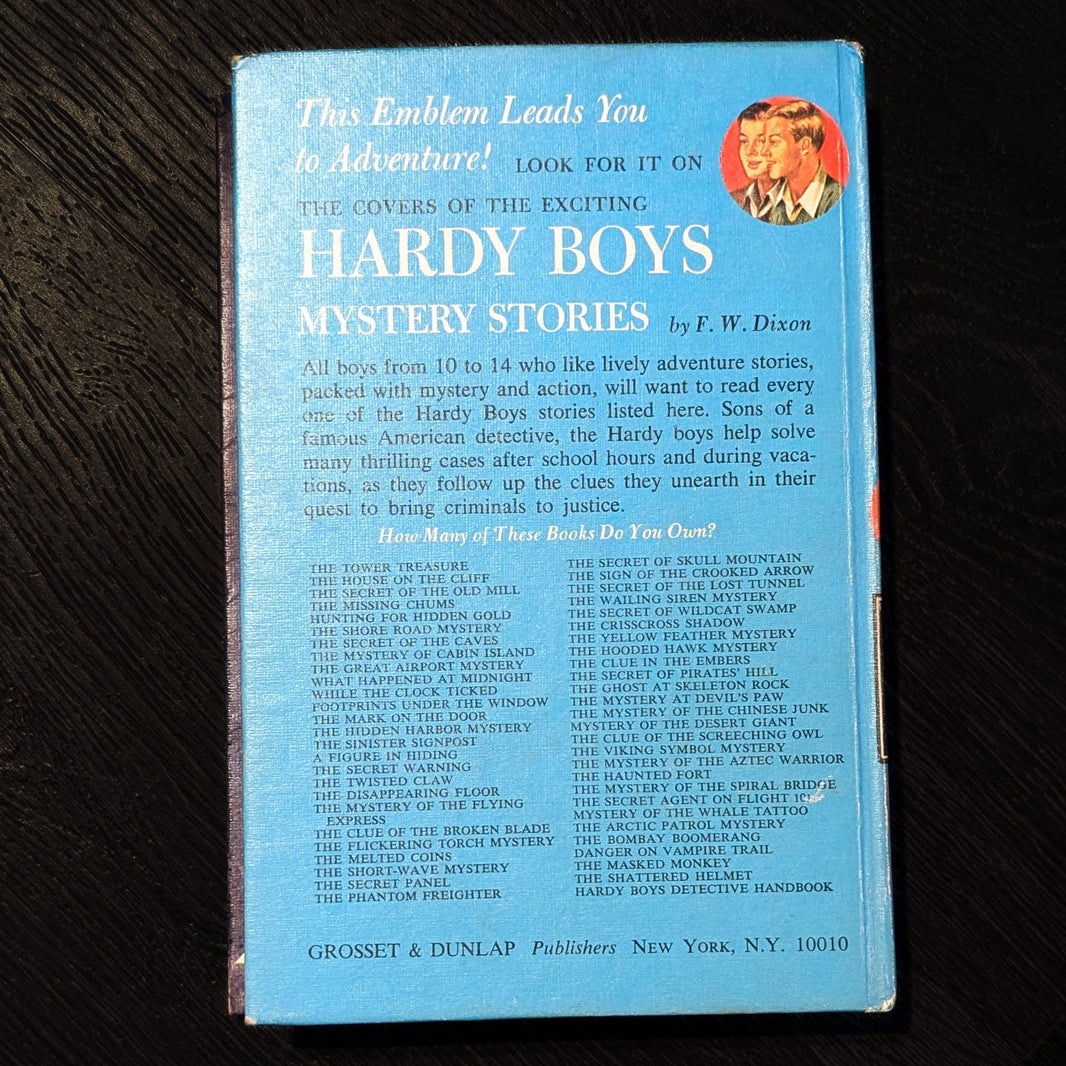 This Emblem Leads You
to Adventure! LOOK FOR IT ON
THE COVERS OF THE EXCITING
HARDY BOYS
MYSTERY STORIES by F. W. Dixon
All boys from 10 to 14 who like lively adventure stories,
packed with mystery and action, will want to read every
one of the Hardy Boys stories listed here. Sons of a
famous American detective, the Hardy boys help solve
many thrilling cases after school hours and during vaca-
tions, as they follow up the clues they unearth in their
quest to bring criminals to justice.
How Many of These Books Do You Own?
THE TOWER TREASURE
THE HOUSE ON THE CLIFF
THE SECRET OF THE OLD MILL
THE MISSING CHUMS
HUNTING FOR HIDDEN GOLD
THE SHORE ROAD MYSTERY
THE SECRET OF THE CAVES
THE MYSTERY OF CABIN ISLAND
THE GREAT AIRPORT MYSTERY
WHAT HAPPENED AT MIDNIGHT
WHILE THE CLOCK TICKED
FOOTPRINTS UNDER THE WINDOW
THE MARK ON THE DOOR
THE HIDDEN HARBOR MYSTERY
THE SINISTER SIGNPOST
A FIGURE IN HIDING
THE SECRET WARNING
THE TWISTED CLAW
THE DISAPPEARING FLOOR
THE MYSTERY OF THE FLYING
EXPRESS
THE CLUE OF THE BROKEN BLADE
THE FLICKERING TORCH MYSTERY
THE MELTED COINS
THE SHORT-WAVE MYSTERY
THE SECRET PANEL
THE PHANTOM FREIGHTER
THE SECRET OF SKULL MOUNTAIN
THE SIGN OF THE CROOKED ARROW
THE SECRET OF THE LOST TUNNEL
THE WAILING SIREN MYSTERY
THE SECRET OF WILDCAT SWAMP
THE CRISSCROSS SHADOW
THE YELLOW FEATHER MYSTERY
THE HOODED HAWK MYSTERY
THE CLUE IN THE EMBERS
THE SECRET OF PIRATES' HILL
THE GHOST AT SKELETON ROCK
THE MYSTERY AT DEVIL'S PAW
THE MYSTERY OF THE CHINESE JUNK
MYSTERY OF THE DESERT GIANT
THE CLUE OF THE SCREECHING OWL
THE VIKING SYMBOL MYSTERY
THE MYSTERY OF THE AZTEC WARRIOR
THE HAUNTED FORT
THE MYSTERY OF THE SPIRAL BRIDGE
THE SECRET AGENT ON FLIGHT
MYSTERY OF THE WHALE TATTOO
THE ARCTIC PATROL MYSTERY
THE BOMBAY BOOMERANG
DANGER ON VAMPIRE TRAIL
THE MASKED MONKEY
THE SHATTERED HELMET
HARDY BOYS DETECTIVE HANDBOOK
GROSSET & DUNLAP Publishers NEW YORK, N.Y. 10010